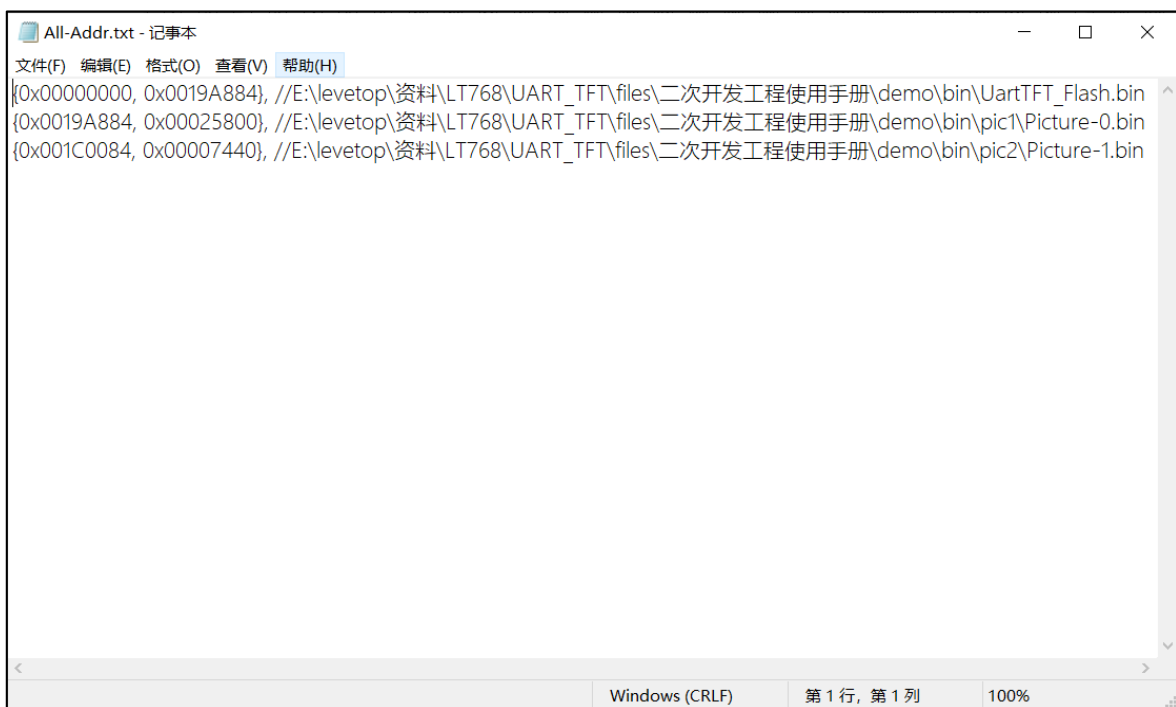 All-Addr.txt - 记事本
文件(F) 编辑(E) 格式(O) 查看(V) 帮助(H)
{0x00000000, 0x0019A884}, //E:\levetop\资料\LT768\UART_TFT\files\二次开发工程使用手册\demo\bin\UartTFT_Flash.bin
{0x0019A884, 0x00025800}, //E:\levetop\资料\LT768\UART_TFT\files\二次开发工程使用手册\demo\bin\pic1\Picture-0.bin
{0x001C0084, 0x00007440}, //E:\levetop\资料\LT768\UART_TFT\files\二次开发工程使用手册\demo\bin\pic2\Picture-1.bin
Windows (CRLF) 第 1 行, 第 1 列 100%